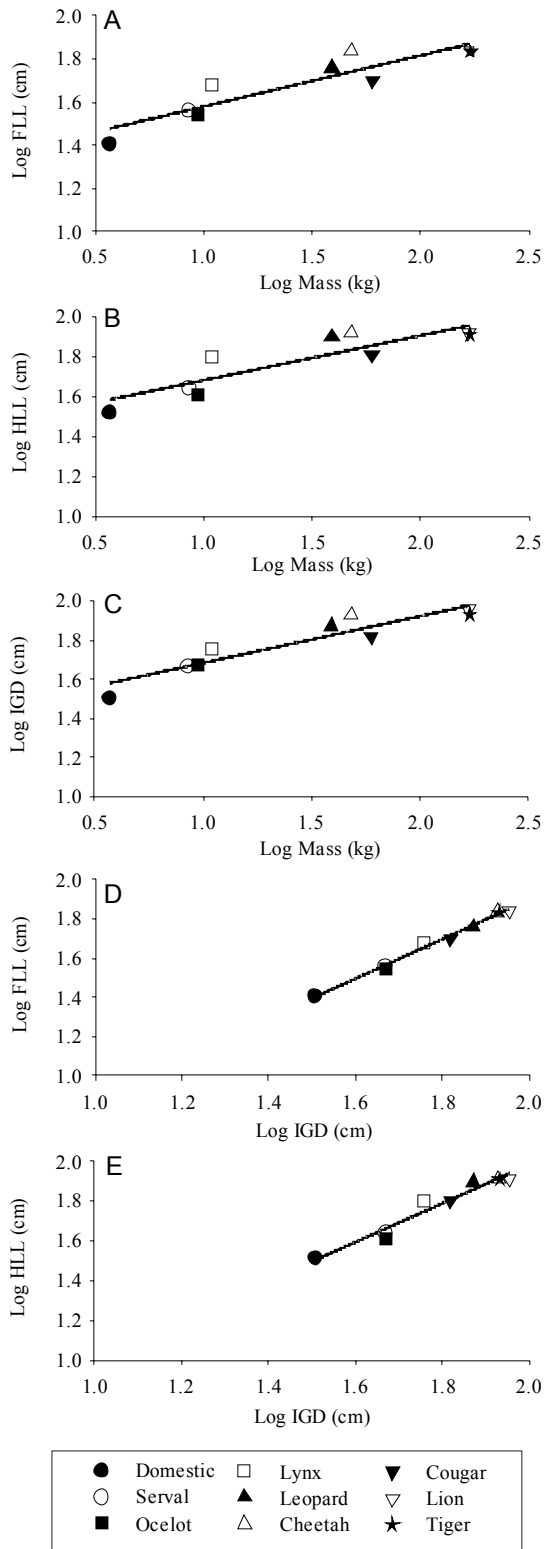 A
2.0
1.8
1.6
1.4
1.2
1.0
Log FLL (cm)
0.5 1.0 1.5 2.0 2.5
Log Mass (kg)
B
2.0
1.8
1.6
1.4
1.2
1.0
Log HLL (cm)
0.5 1.0 1.5 2.0 2.5
Log Mass (kg)
C
2.0
1.8
1.6
1.4
1.2
1.0
Log IGD (cm)
0.5 1.0 1.5 2.0 2.5
Log Mass (kg)
D
2.0
1.8
1.6
1.4
1.2
1.0
Log FLL (cm)
1.0 1.2 1.4 1.6 1.8 2.0
Log IGD (cm)
E
2.0
1.8
1.6
1.4
1.2
1.0
Log HLL (cm)
1.0 1.2 1.4 1.6 1.8 2.0
Log IGD (cm)
Domestic Lynx Cougar
Serval Leopard Lion
Ocelot Cheetah Tiger